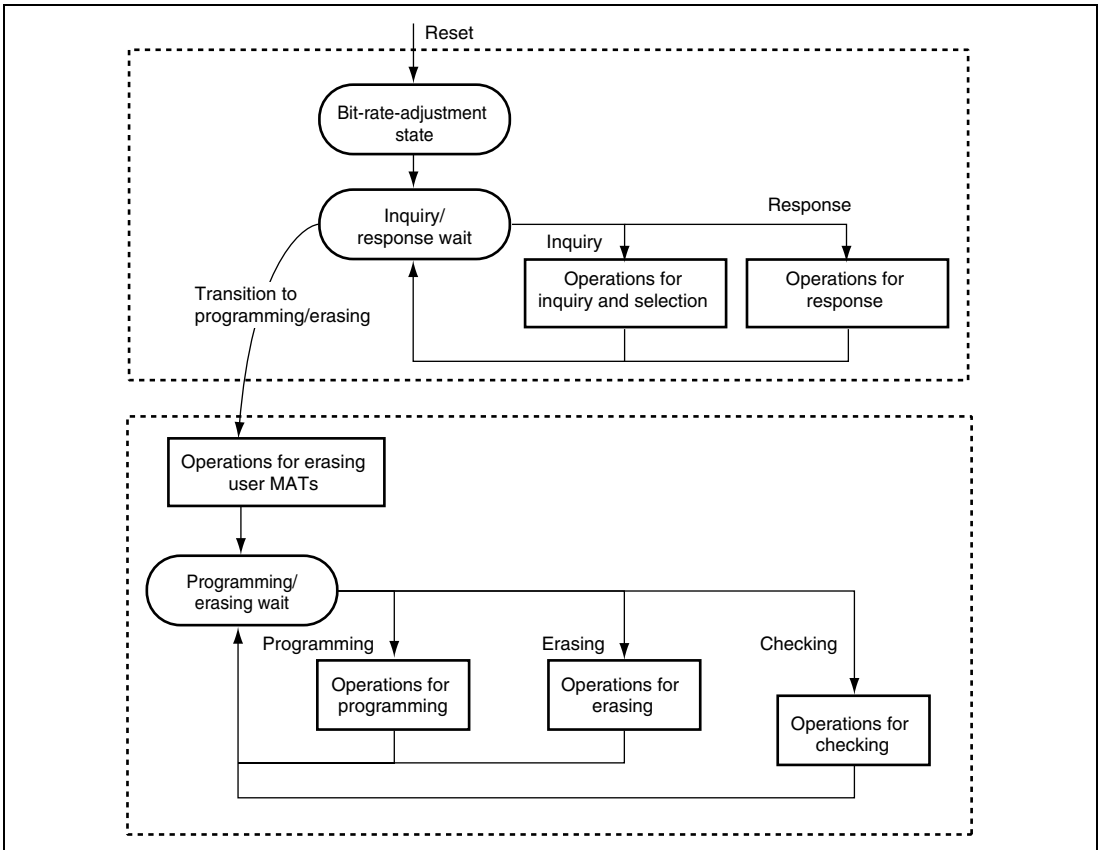 Reset
Bit-rate-adjustment
state
Inquiry/
response wait
Response
Inquiry
Operations for
inquiry and selection
Operations for
response
Transition to
programming/erasing
Operations for erasing
user MATs
Programming/
erasing wait
Programming
Erasing
Checking
Operations for
programming
Operations for
erasing
Operations for
checking